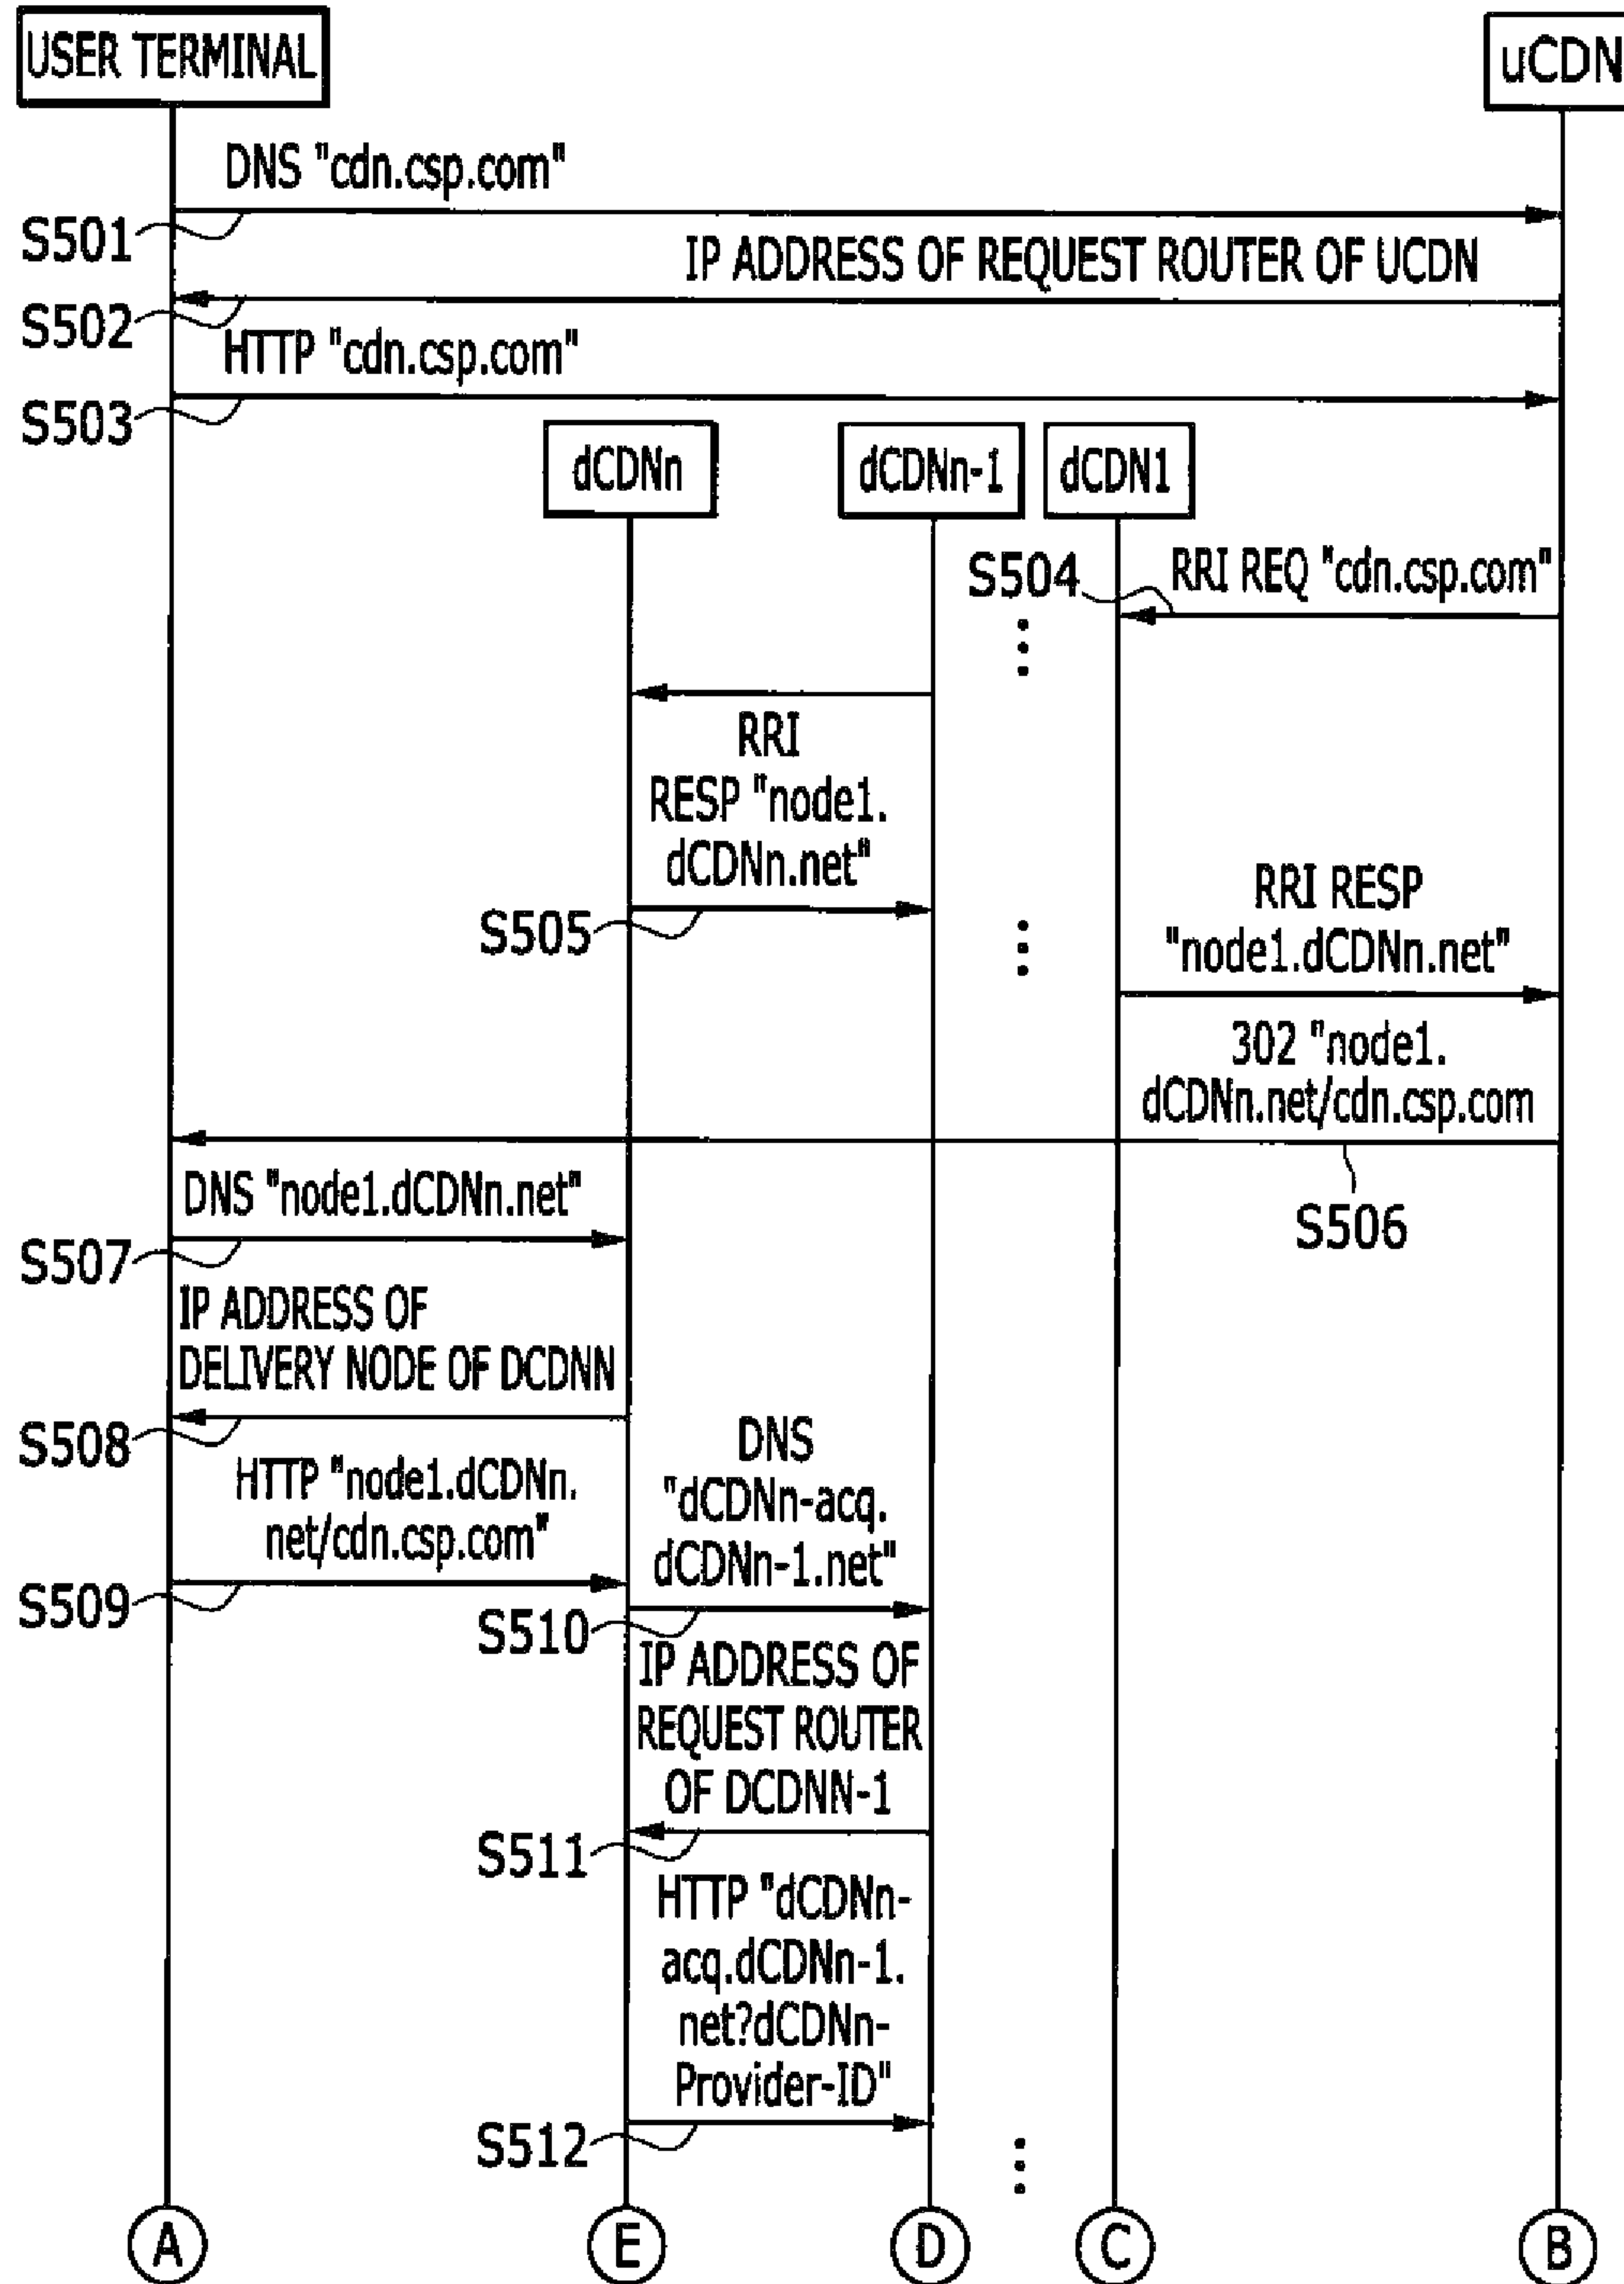 USER TERMINAL
uCDN
DNS "cdn.csp.com"
S501
IP ADDRESS OF REQUEST ROUTER OF UCDN
S502
HTTP "cdn.csp.com"
S503
dCDNn
dCDNn-1
dCDN1
S504
RRI REQ "cdn.csp.com"
RRI
RESP "node1.
dCDNn.net"
S505
RRI RESP
"node1.dCDNn.net"
302 "node1.
dCDNn.net/cdn.csp.com
S506
DNS "node1.dCDNn.net"
S507
IP ADDRESS OF
DELIVERY NODE OF DCDNN
S508
HTTP "node1.dCDNn.
net/cdn.csp.com"
S509
DNS
"dCDNn-acq.
dCDNn-1.net"
S510
IP ADDRESS OF
REQUEST ROUTER
OF DCDNN-1
S511
HTTP "dCDNn-
acq.dCDNn-1.
net?dCDNn-
Provider-ID"
S512
A
E
D
C
B